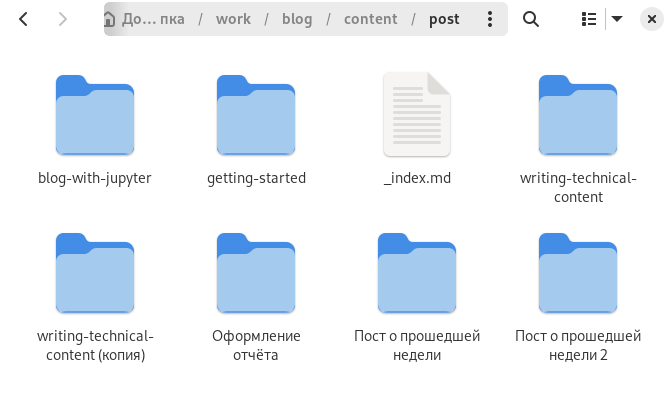 До... пка / work / blog / content / post
blog-with-jupyter
getting-started
_index.md
writing-technical-
content
writing-technical-
content (копия)
Оформление
отчёта
Пост о прошедшей
недели
Пост о прошедшей
недели 2